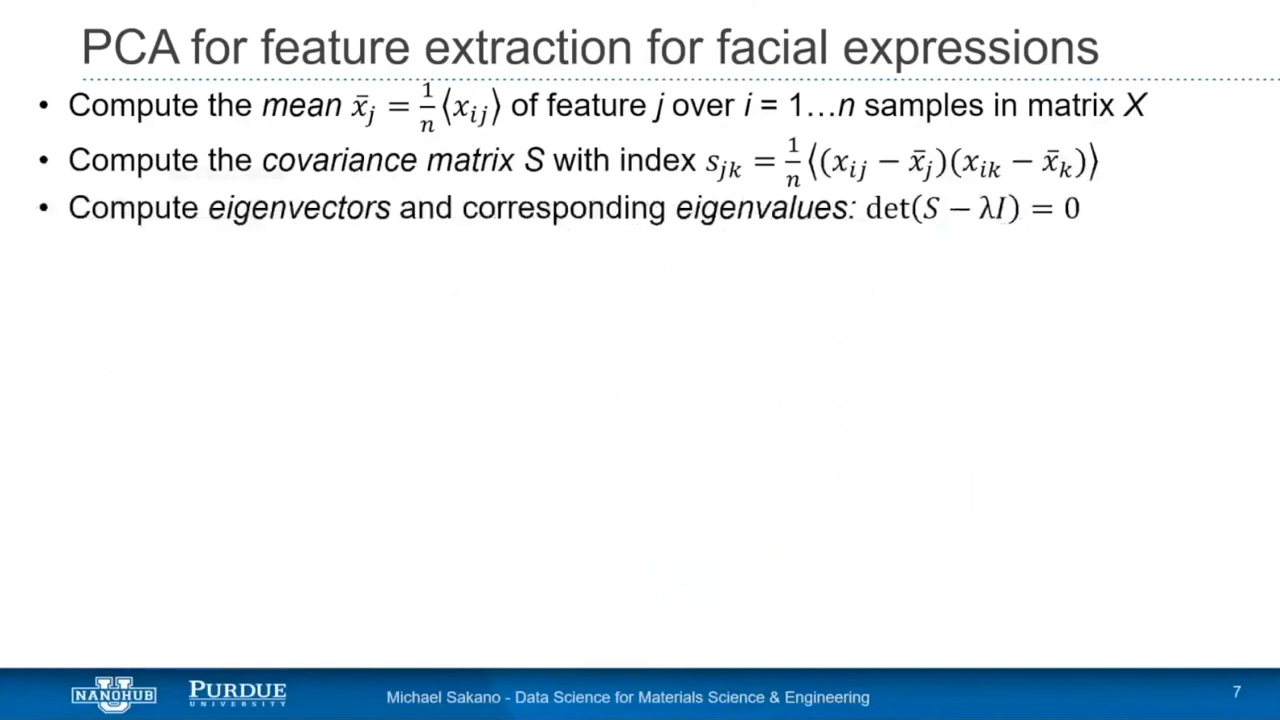 PCA for feature extraction for facial expressions
• Compute the mean x̄ⱼ = 1/n ⟨xᵢⱼ⟩ of feature j over i = 1…n samples in matrix X
• Compute the covariance matrix S with index sⱼₖ = 1/n ⟨(xᵢⱼ − x̄ⱼ)(xᵢₖ − x̄ₖ)⟩
• Compute eigenvectors and corresponding eigenvalues: det(S − λI) = 0
NANOHUB
PURDUE
UNIVERSITY
Michael Sakano - Data Science for Materials Science & Engineering
7